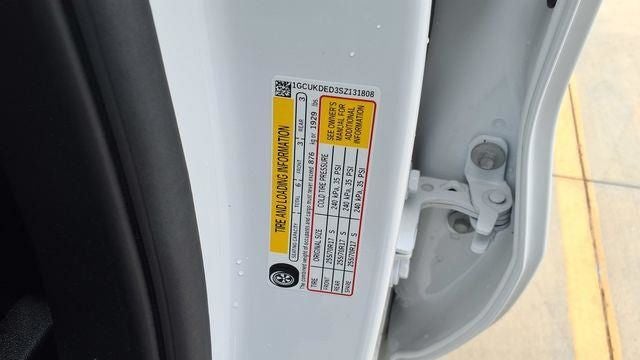 1GCUKDED3SZ131808
TIRE AND LOADING INFORMATION
SEATING CAPACITY TOTAL 6 FRONT 3 REAR 3
The combined weight of occupants and cargo must never exceed 876 kg or 1929 lbs.
TIRE ORIGINAL SIZE COLD TIRE PRESSURE
FRONT 255/70R17 S 240 kPa, 35 PSI
REAR 255/70R17 S 240 kPa, 35 PSI
SPARE 255/70R17 S 240 kPa, 35 PSI
SEE OWNER'S
MANUAL FOR
ADDITIONAL
INFORMATION